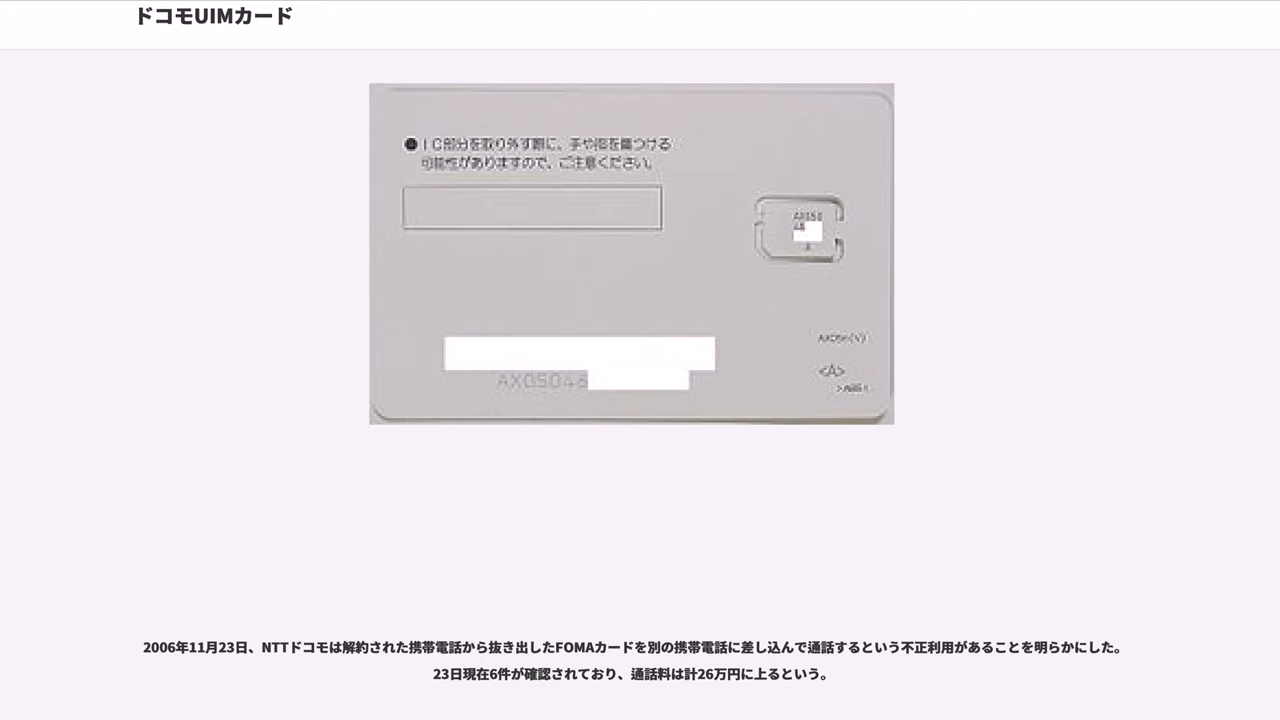 ドコモUIMカード
●IC部分を取り外す際に、手や指を傷つける
可能性がありますので、ご注意ください。
AX050
AX05n(V)
AX0504
<A>
>ABS<
2006年11月23日、NTTドコモは解約された携帯電話から抜き出したFOMAカードを別の携帯電話に差し込んで通話するという不正利用があることを明らかにした。
23日現在6件が確認されており、通話料は計26万円に上るという。